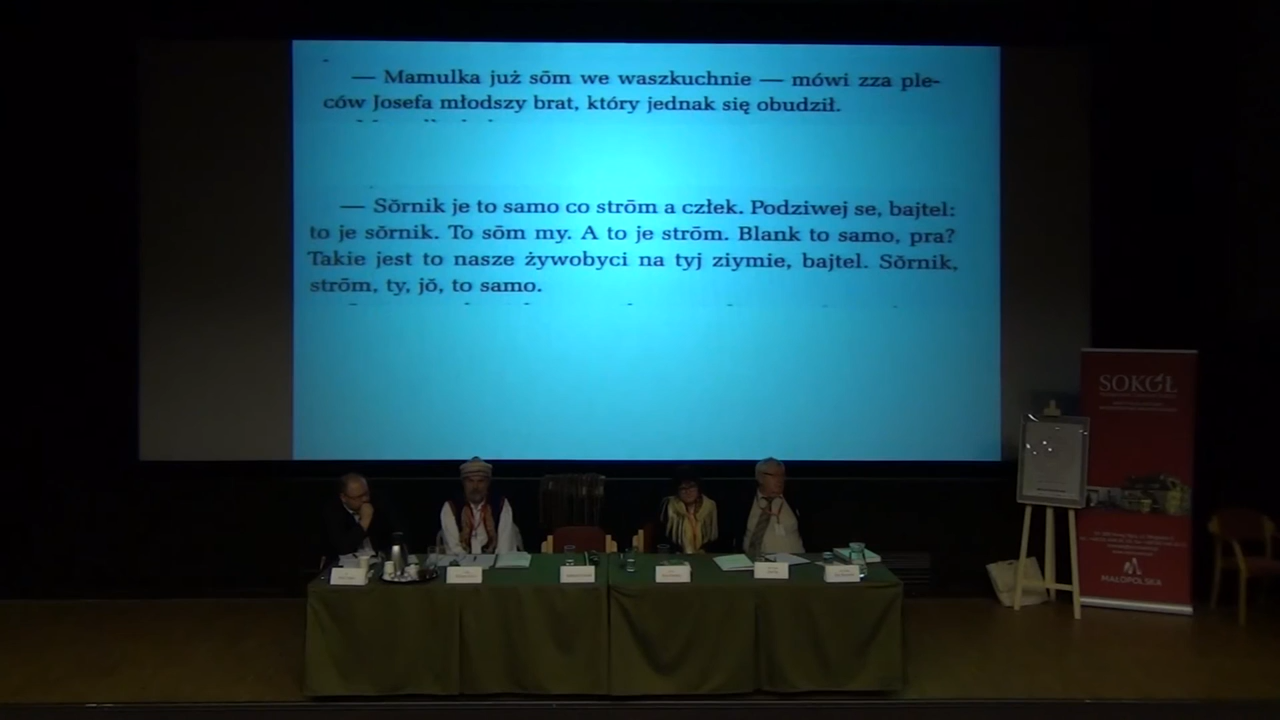 — Mamulka już sōm we waszkuchnie — mówi zza ple-
ców Josefa młodszy brat, który jednak się obudził.
— Sŏrnik je to samo co strōm a człek. Podziwej se, bajtel:
to je sŏrnik. To sōm my. A to je strōm. Blank to samo, pra?
Takie jest to nasze żywobyci na tyj ziymie, bajtel. Sŏrnik,
strōm, ty, jŏ, to samo.
SOKÓŁ
MAŁOPOLSKA